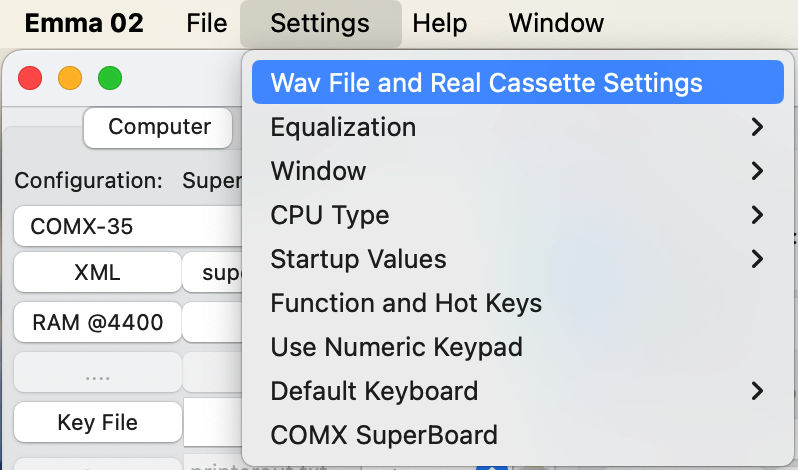 Emma 02 File Settings Help Window
Wav File and Real Cassette Settings
Equalization
Window
CPU Type
Startup Values
Function and Hot Keys
Use Numeric Keypad
Default Keyboard
COMX SuperBoard
Computer
Configuration: Super
COMX-35
XML supe
RAM @4400
....
Key File
printerout.txt